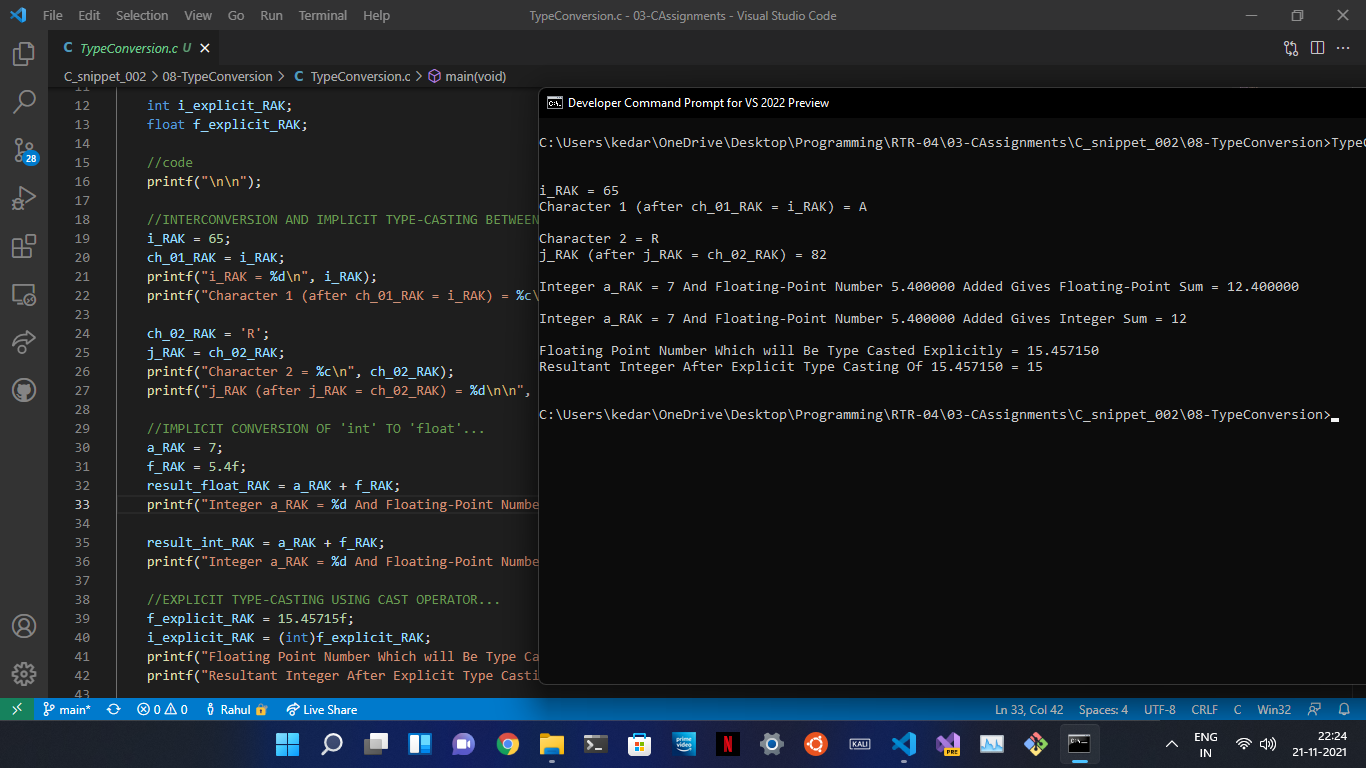 File Edit Selection View Go Run Terminal Help TypeConversion.c - 03-CAssignments - Visual Studio Code
C TypeConversion.c U
C_snippet_002 > 08-TypeConversion > C TypeConversion.c > main(void)
11
12 int i_explicit_RAK;
13 float f_explicit_RAK;
14
15 //code
16 printf("\n\n");
17
18 //INTERCONVERSION AND IMPLICIT TYPE-CASTING BETWEEN
19 i_RAK = 65;
20 ch_01_RAK = i_RAK;
21 printf("i_RAK = %d\n", i_RAK);
22 printf("Character 1 (after ch_01_RAK = i_RAK) = %c\
23
24 ch_02_RAK = 'R';
25 j_RAK = ch_02_RAK;
26 printf("Character 2 = %c\n", ch_02_RAK);
27 printf("j_RAK (after j_RAK = ch_02_RAK) = %d\n\n",
28
29 //IMPLICIT CONVERSION OF 'int' TO 'float'...
30 a_RAK = 7;
31 f_RAK = 5.4f;
32 result_float_RAK = a_RAK + f_RAK;
33 printf("Integer a_RAK = %d And Floating-Point Numbe
34
35 result_int_RAK = a_RAK + f_RAK;
36 printf("Integer a_RAK = %d And Floating-Point Numbe
37
38 //EXPLICIT TYPE-CASTING USING CAST OPERATOR...
39 f_explicit_RAK = 15.45715f;
40 i_explicit_RAK = (int)f_explicit_RAK;
41 printf("Floating Point Number Which will Be Type Ca
42 printf("Resultant Integer After Explicit Type Casti
43
Developer Command Prompt for VS 2022 Preview
C:\Users\kedar\OneDrive\Desktop\Programming\RTR-04\03-CAssignments\C_snippet_002\08-TypeConversion>TypeC
i_RAK = 65
Character 1 (after ch_01_RAK = i_RAK) = A
Character 2 = R
j_RAK (after j_RAK = ch_02_RAK) = 82
Integer a_RAK = 7 And Floating-Point Number 5.400000 Added Gives Floating-Point Sum = 12.400000
Integer a_RAK = 7 And Floating-Point Number 5.400000 Added Gives Integer Sum = 12
Floating Point Number Which will Be Type Casted Explicitly = 15.457150
Resultant Integer After Explicit Type Casting Of 15.457150 = 15
C:\Users\kedar\OneDrive\Desktop\Programming\RTR-04\03-CAssignments\C_snippet_002\08-TypeConversion>
28
main* 0 0 Rahul Live Share Ln 33, Col 42 Spaces: 4 UTF-8 CRLF C Win32
prime video N KALI PRE ENG IN 22:24
21-11-2021